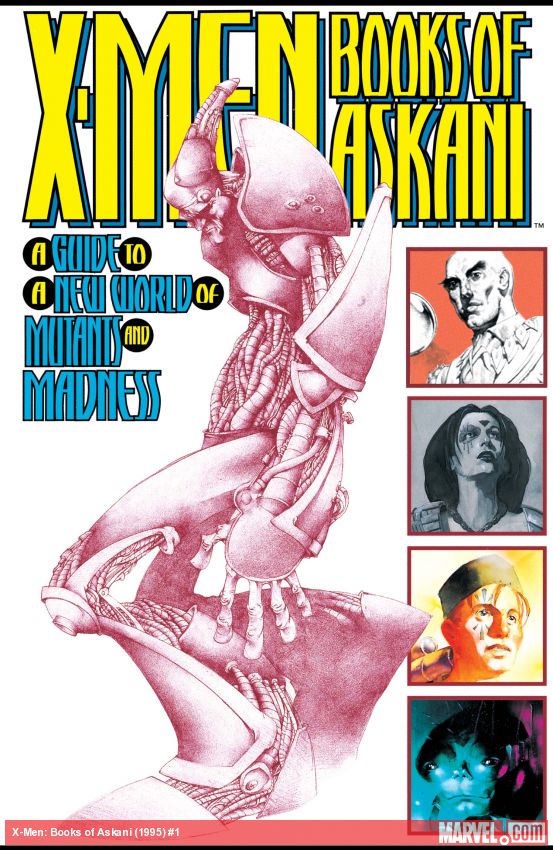 X-MEN
BOOKS OF
ASKANI
™
A GUIDE TO
A NEW WORLD OF
MUTANTS AND
MADNESS
X-Men: Books of Askani (1995) #1
MARVEL.COM